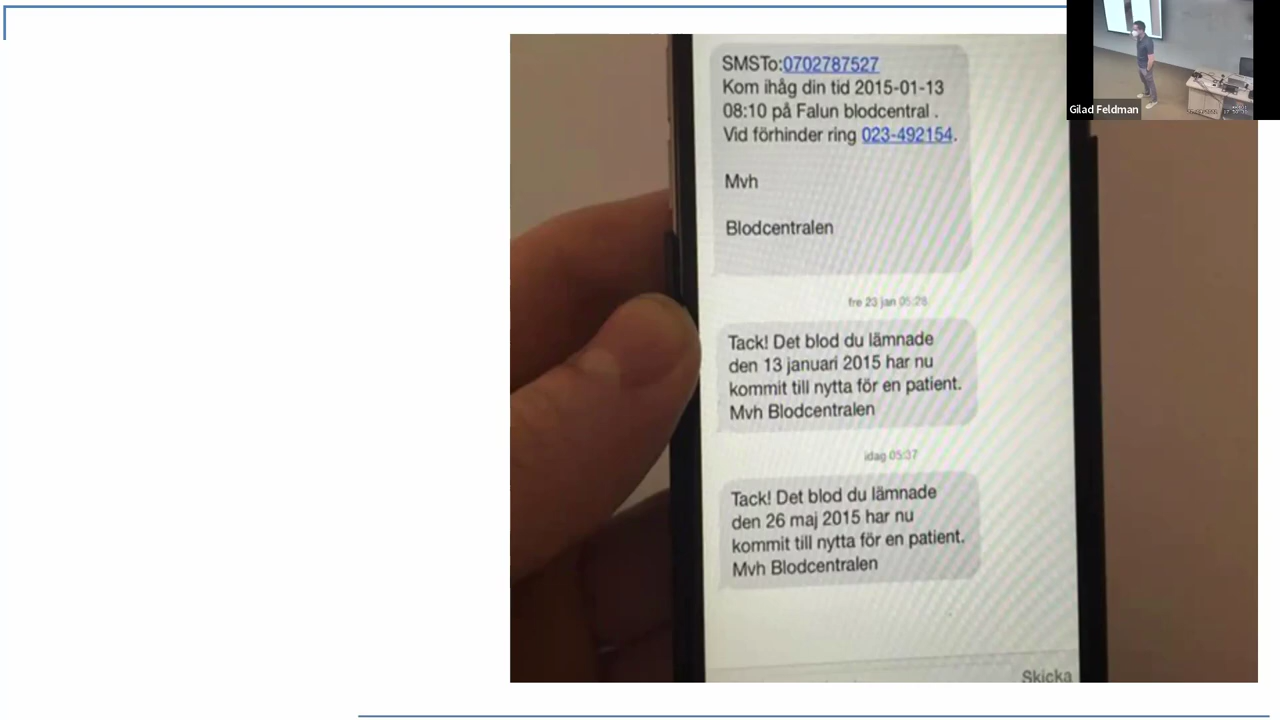 SMSTo:0702787527
Kom ihåg din tid 2015-01-13
08:10 på Falun blodcentral .
Vid förhinder ring 023-492154.
Mvh
Blodcentralen
fre 23 jan 05:28
Tack! Det blod du lämnade
den 13 januari 2015 har nu
kommit till nytta för en patient.
Mvh Blodcentralen
idag 05:37
Tack! Det blod du lämnade
den 26 maj 2015 har nu
kommit till nytta för en patient.
Mvh Blodcentralen
Skicka
Gilad Feldman